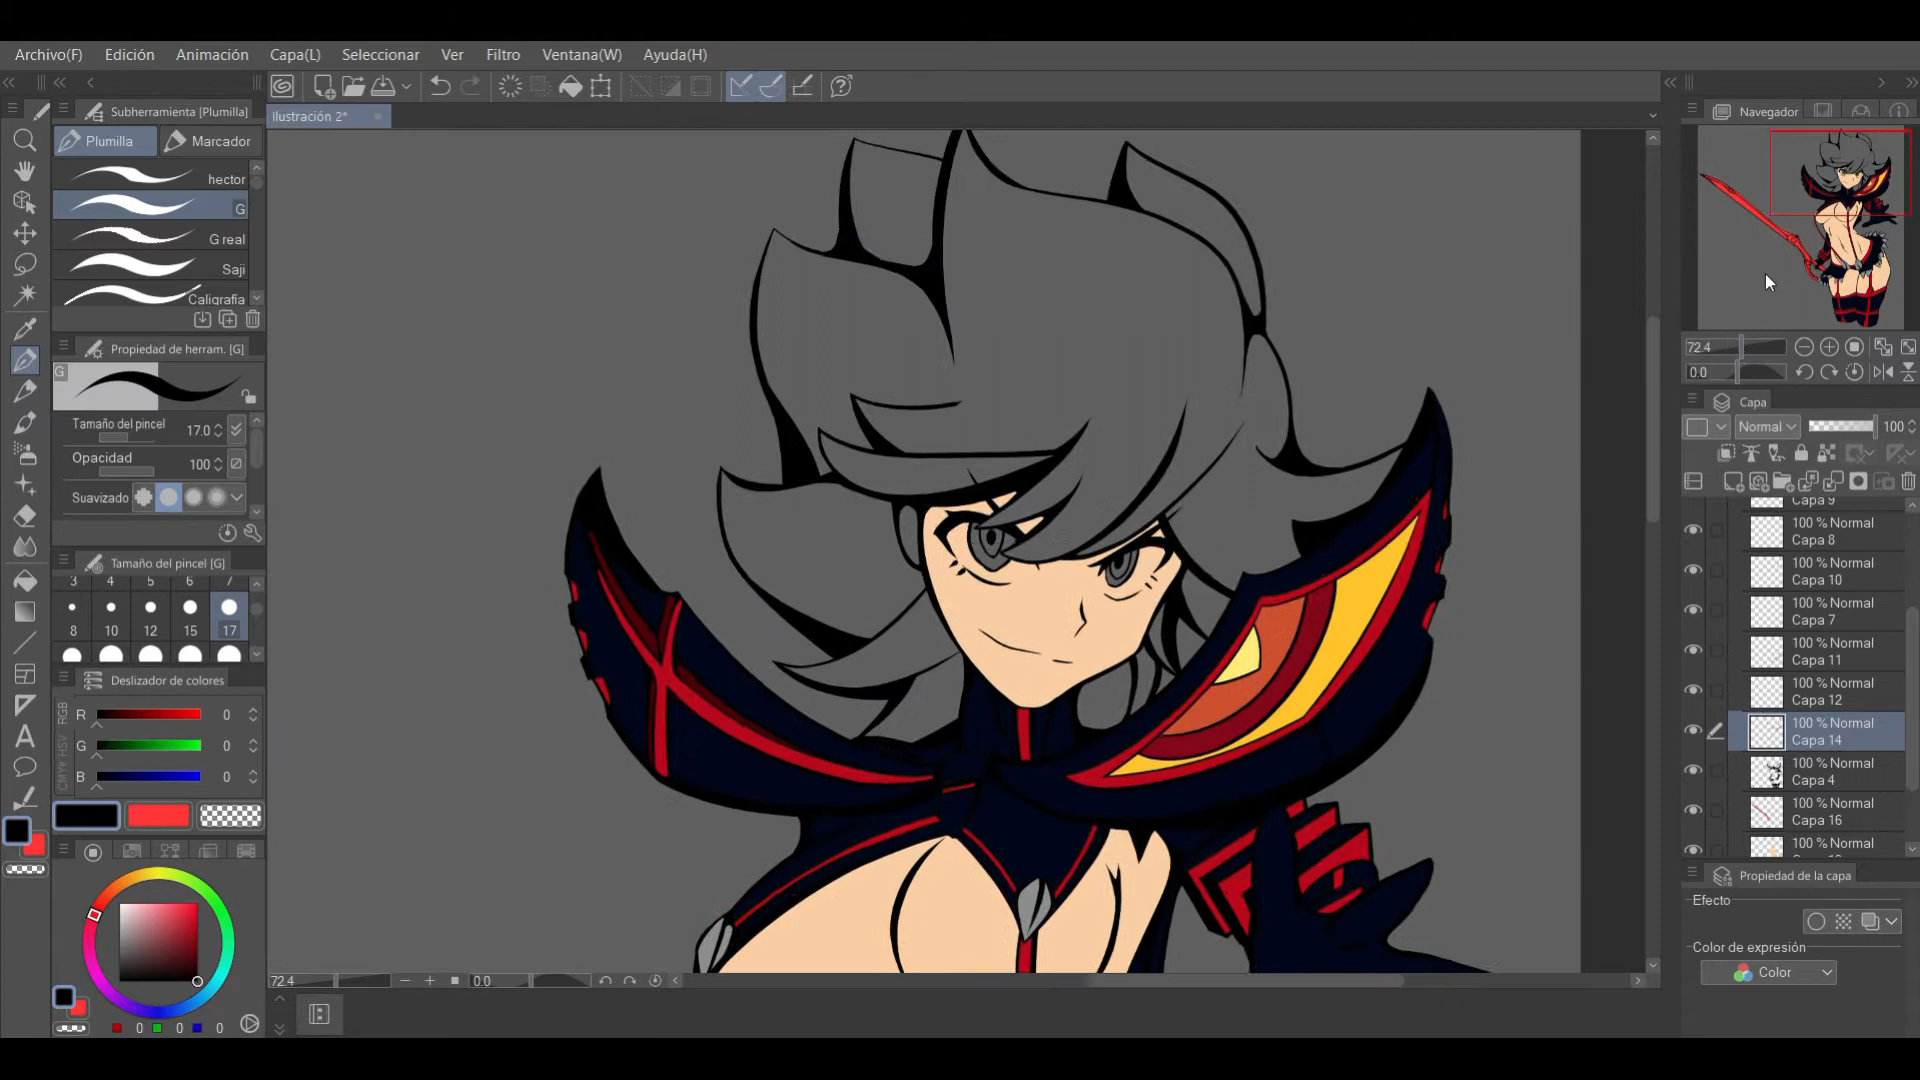 Archivo(F) Edición Animación Capa(L) Seleccionar Ver Filtro Ventana(W) Ayuda(H)
Subherramienta [Plumilla]
Plumilla Marcador
hector
G
G real
Saji
Caligrafía
Propiedad de herram. [G]
G
Tamaño del pincel 17.0
Opacidad 100
Suavizado
Tamaño del pincel [G]
3 4 5 6 7
8 10 12 15 17
Deslizador de colores
RGB
HSV
CMYK
R 0
G 0
B 0
0 0 0
Ilustración 2*
72.4 0.0
Navegador
72.4
0.0
Capa
Normal 100
Capa 9
100 % Normal
Capa 8
100 % Normal
Capa 10
100 % Normal
Capa 7
100 % Normal
Capa 11
100 % Normal
Capa 12
100 % Normal
Capa 14
100 % Normal
Capa 4
100 % Normal
Capa 16
100 % Normal
Propiedad de la capa
Efecto
Color de expresión
Color